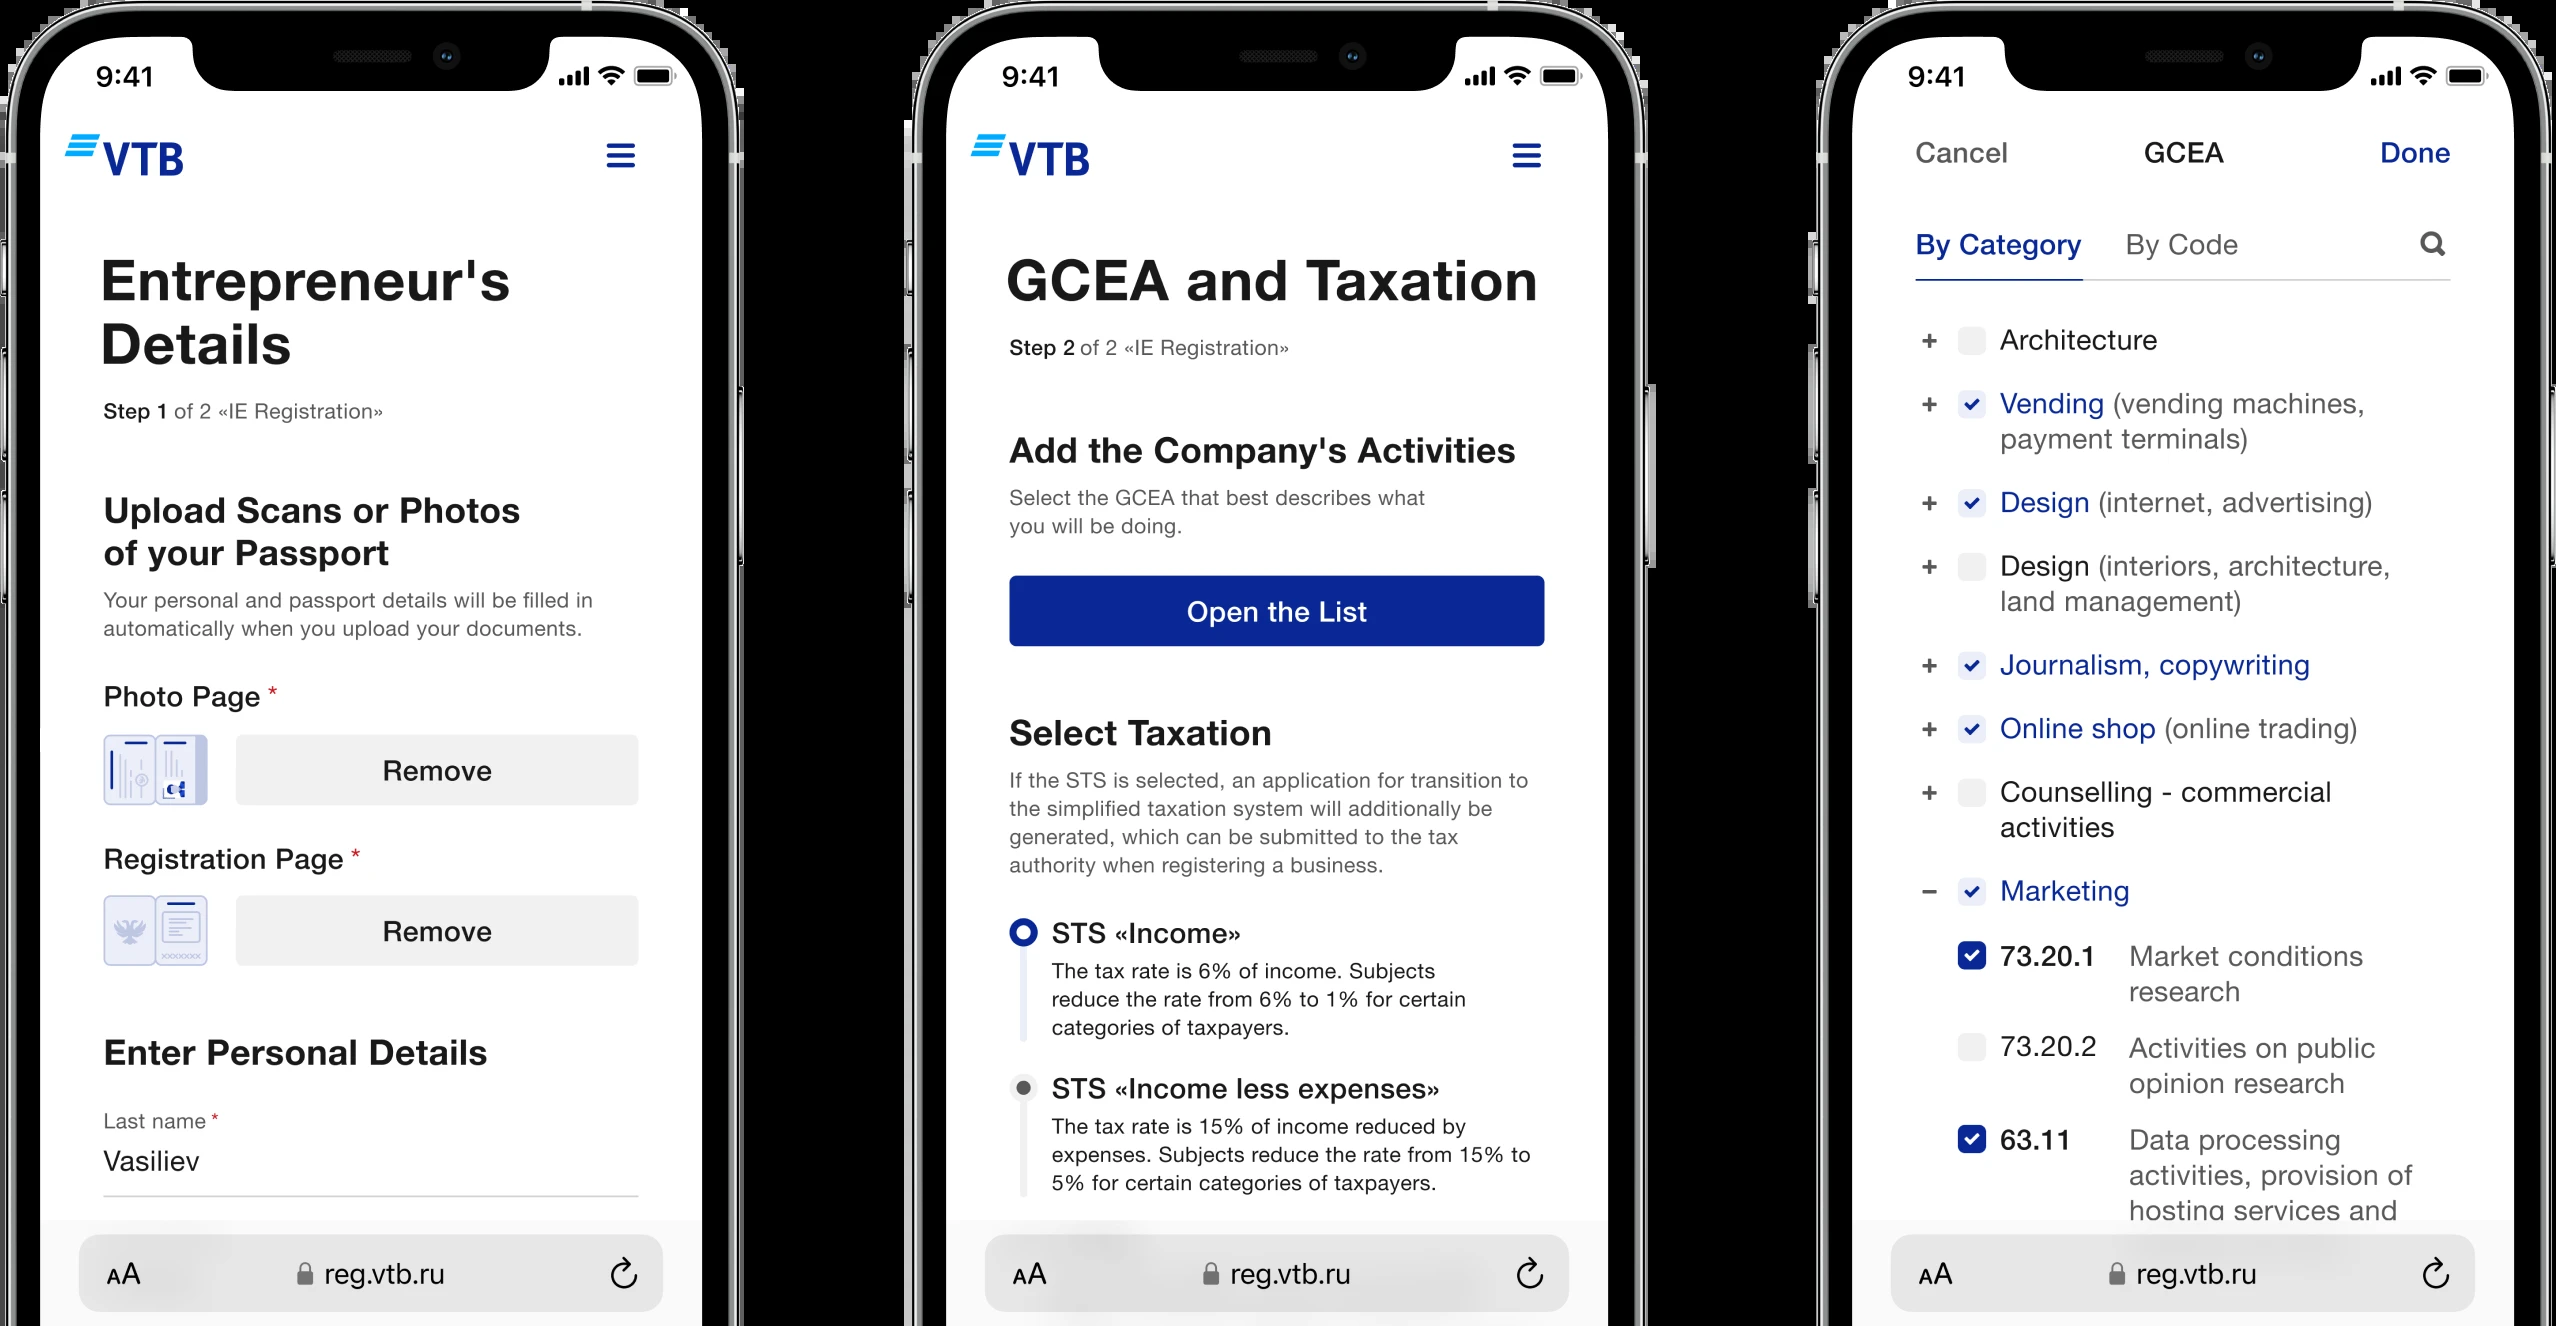 9:41
VTB
Entrepreneur's
Details
Step 1 of 2 «IE Registration»
Upload Scans or Photos
of your Passport
Your personal and passport details will be filled in
automatically when you upload your documents.
Photo Page *
Remove
Registration Page *
Remove
Enter Personal Details
Last name *
Vasiliev
AA
reg.vtb.ru
9:41
VTB
GCEA and Taxation
Step 2 of 2 «IE Registration»
Add the Company's Activities
Select the GCEA that best describes what
you will be doing.
Open the List
Select Taxation
If the STS is selected, an application for transition to
the simplified taxation system will additionally be
generated, which can be submitted to the tax
authority when registering a business.
STS «Income»
The tax rate is 6% of income. Subjects
reduce the rate from 6% to 1% for certain
categories of taxpayers.
STS «Income less expenses»
The tax rate is 15% of income reduced by
expenses. Subjects reduce the rate from 15% to
5% for certain categories of taxpayers.
AA
reg.vtb.ru
9:41
Cancel GCEA Done
By Category By Code
+ Architecture
+ Vending (vending machines,
payment terminals)
+ Design (internet, advertising)
+ Design (interiors, architecture,
land management)
+ Journalism, copywriting
+ Online shop (online trading)
+ Counselling - commercial
activities
– Marketing
73.20.1 Market conditions
research
73.20.2 Activities on public
opinion research
63.11 Data processing
activities, provision of
hosting services and
AA
reg.vtb.ru